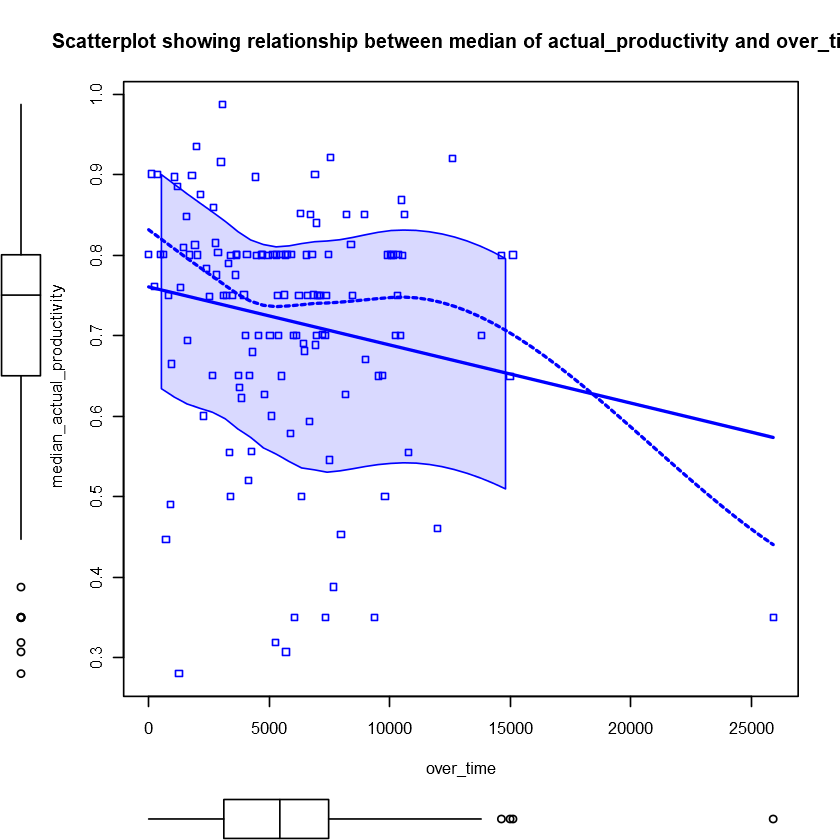 Scatterplot showing relationship between median of actual_productivity and over_ti
median_actual_productivity
1.0
0.9
0.8
0.7
0.6
0.5
0.4
0.3
0 5000 10000 15000 20000 25000
over_time